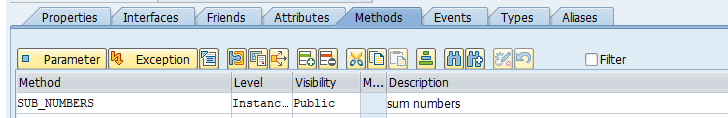 Properties Interfaces Friends Attributes Methods Events Types Aliases
Parameter Exception Filter
Method Level Visibility M... Description
SUB_NUMBERS Instanc... Public sum numbers